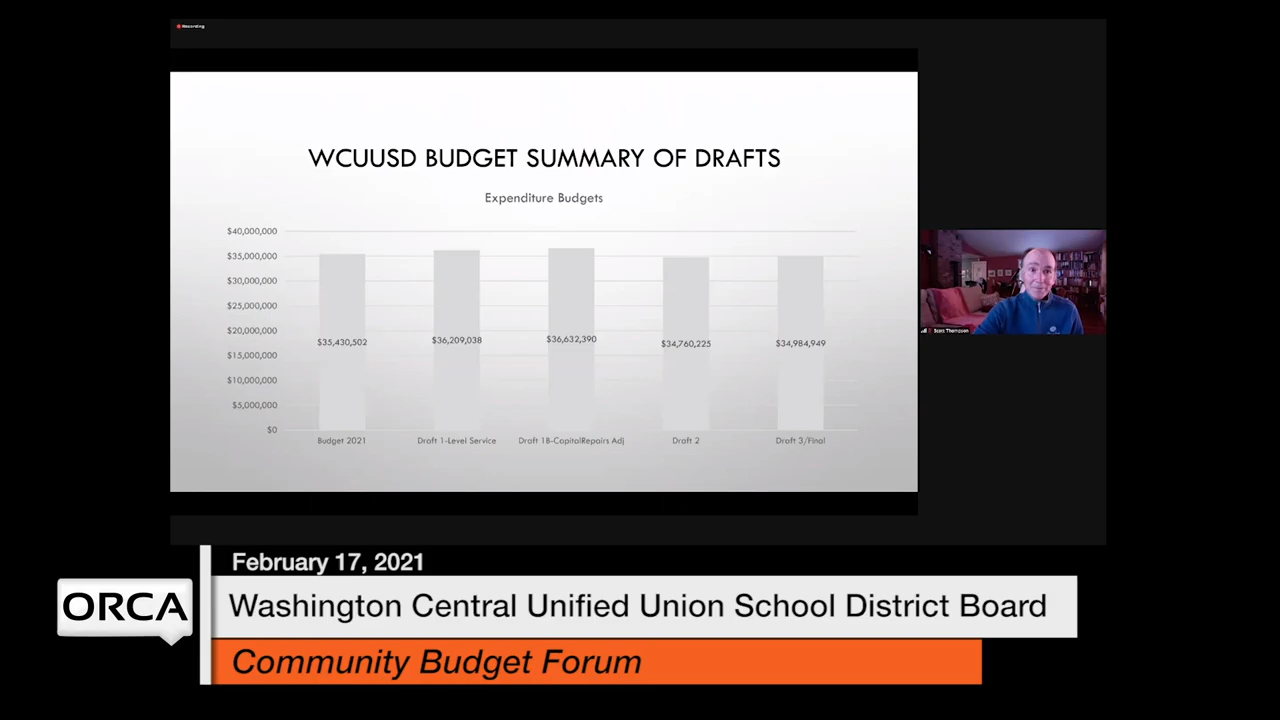 Recording
WCUUSD BUDGET SUMMARY OF DRAFTS
Expenditure Budgets
$40,000,000
$35,000,000
$30,000,000
$25,000,000
$20,000,000
$15,000,000
$10,000,000
$5,000,000
$0
$35,430,502
$36,209,038
$36,632,390
$34,760,225
$34,984,949
Budget 2021
Draft 1-Level Service
Draft 1B-CapitalRepairs Adj
Draft 2
Draft 3/Final
Scott Thompson
February 17, 2021
ORCA
Washington Central Unified Union School District Board
Community Budget Forum